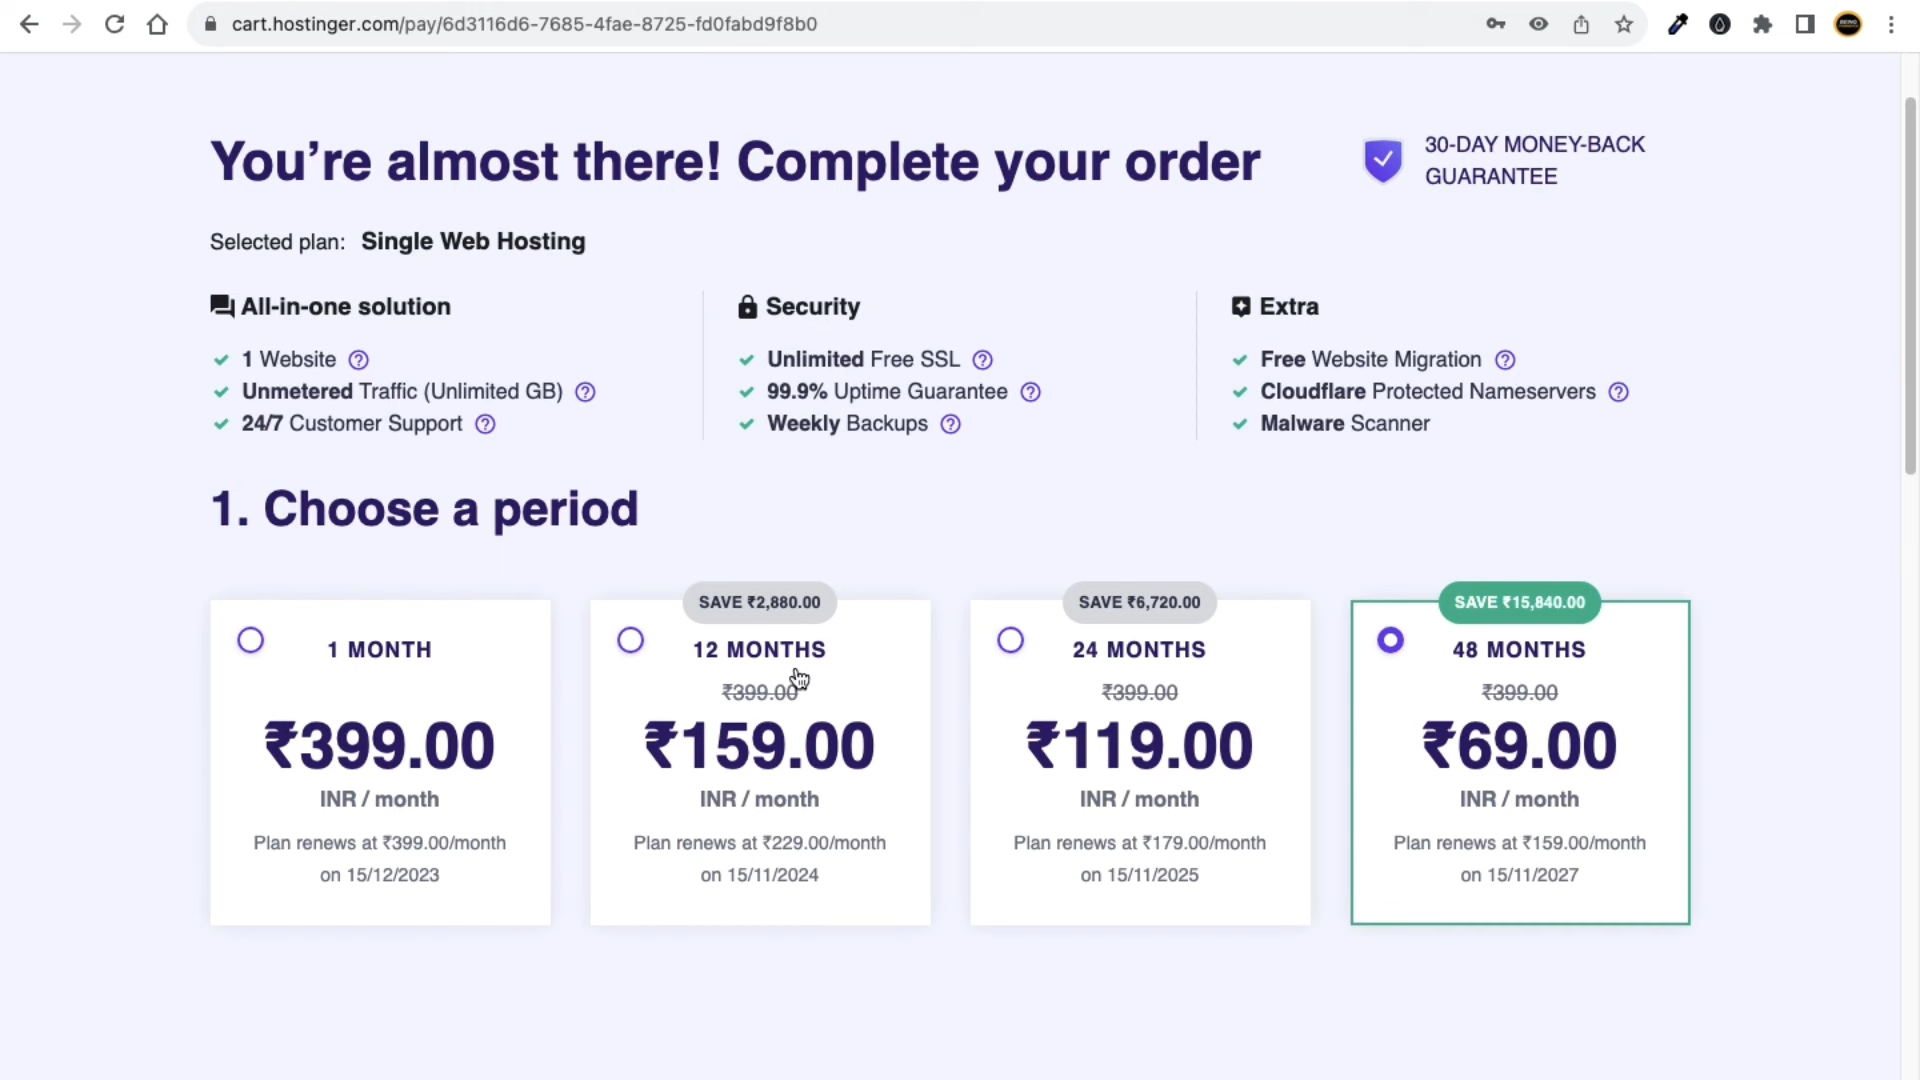 cart.hostinger.com/pay/6d3116d6-7685-4fae-8725-fd0fabd9f8b0
You’re almost there! Complete your order
30-DAY MONEY-BACK
GUARANTEE
Selected plan: Single Web Hosting
All-in-one solution
1 Website
Unmetered Traffic (Unlimited GB)
24/7 Customer Support
Security
Unlimited Free SSL
99.9% Uptime Guarantee
Weekly Backups
Extra
Free Website Migration
Cloudflare Protected Nameservers
Malware Scanner
1. Choose a period
1 MONTH
₹399.00
INR / month
Plan renews at ₹399.00/month
on 15/12/2023
SAVE ₹2,880.00
12 MONTHS
₹399.00
₹159.00
INR / month
Plan renews at ₹229.00/month
on 15/11/2024
SAVE ₹6,720.00
24 MONTHS
₹399.00
₹119.00
INR / month
Plan renews at ₹179.00/month
on 15/11/2025
SAVE ₹15,840.00
48 MONTHS
₹399.00
₹69.00
INR / month
Plan renews at ₹159.00/month
on 15/11/2027